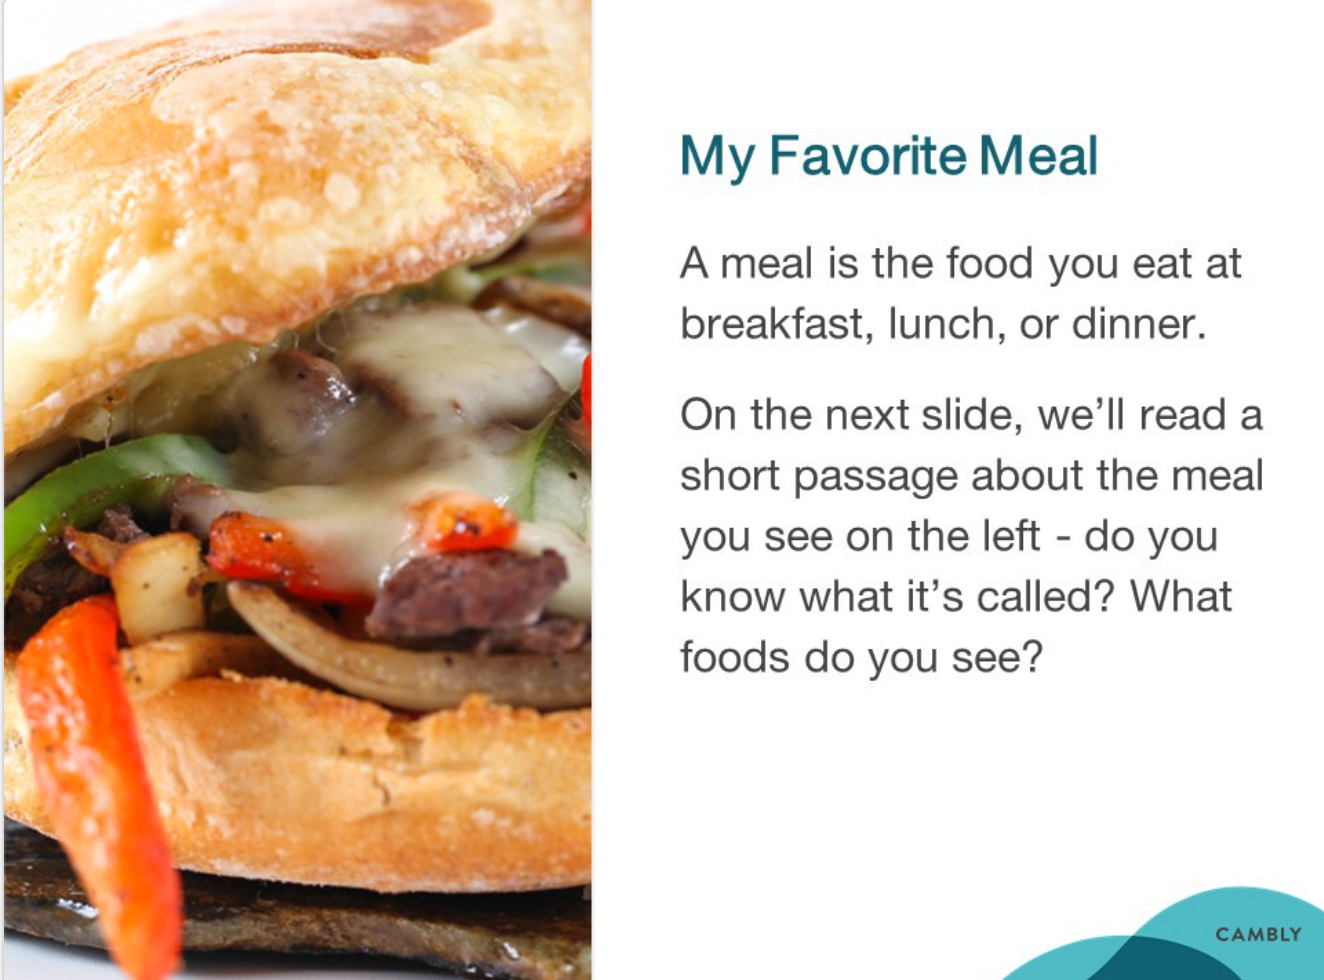 My Favorite Meal
A meal is the food you eat at
breakfast, lunch, or dinner.
On the next slide, we’ll read a
short passage about the meal
you see on the left - do you
know what it’s called? What
foods do you see?
CAMBLY